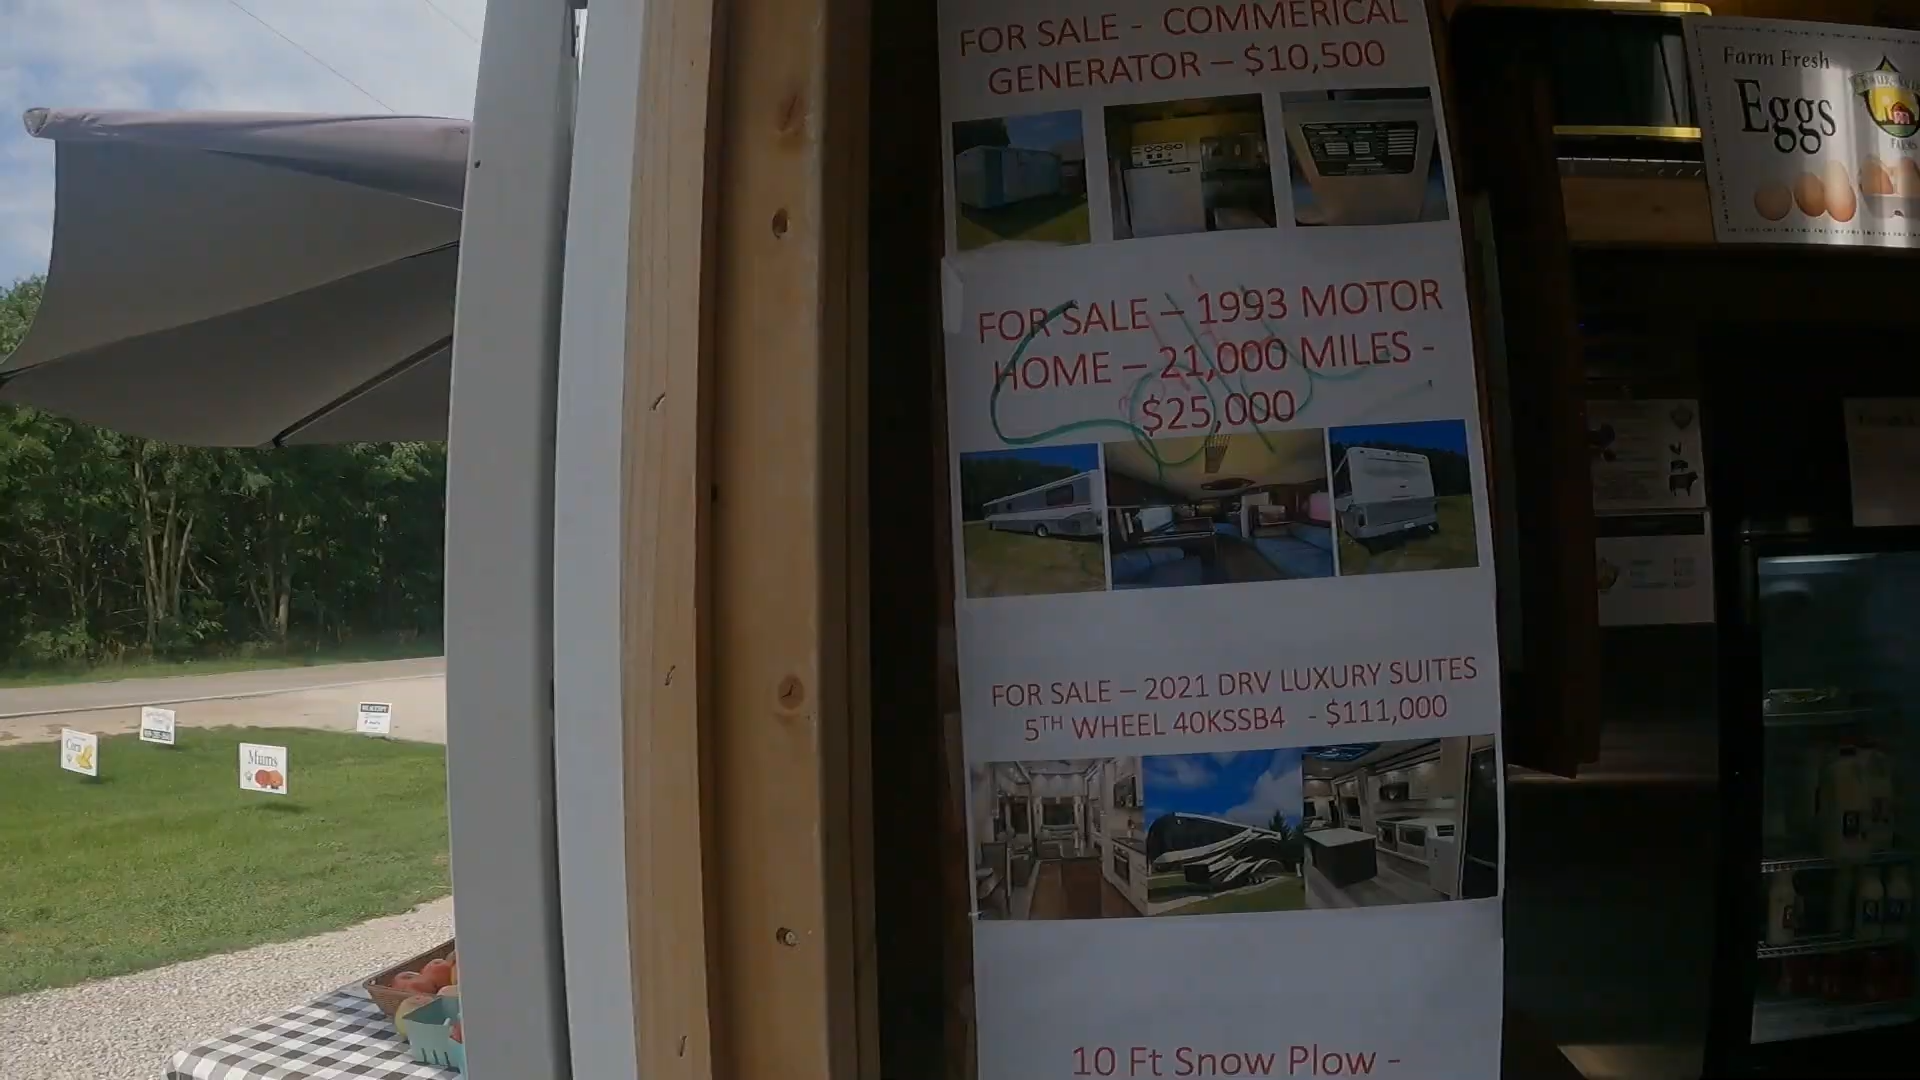 FOR SALE - COMMERICAL
GENERATOR – $10,500
FOR SALE – 1993 MOTOR
HOME – 21,000 MILES -
$25,000
FOR SALE – 2021 DRV LUXURY SUITES
5TH WHEEL 40KSSB4 - $111,000
10 Ft Snow Plow -
Farm Fresh
Eggs
FARMS
Corn
Mums